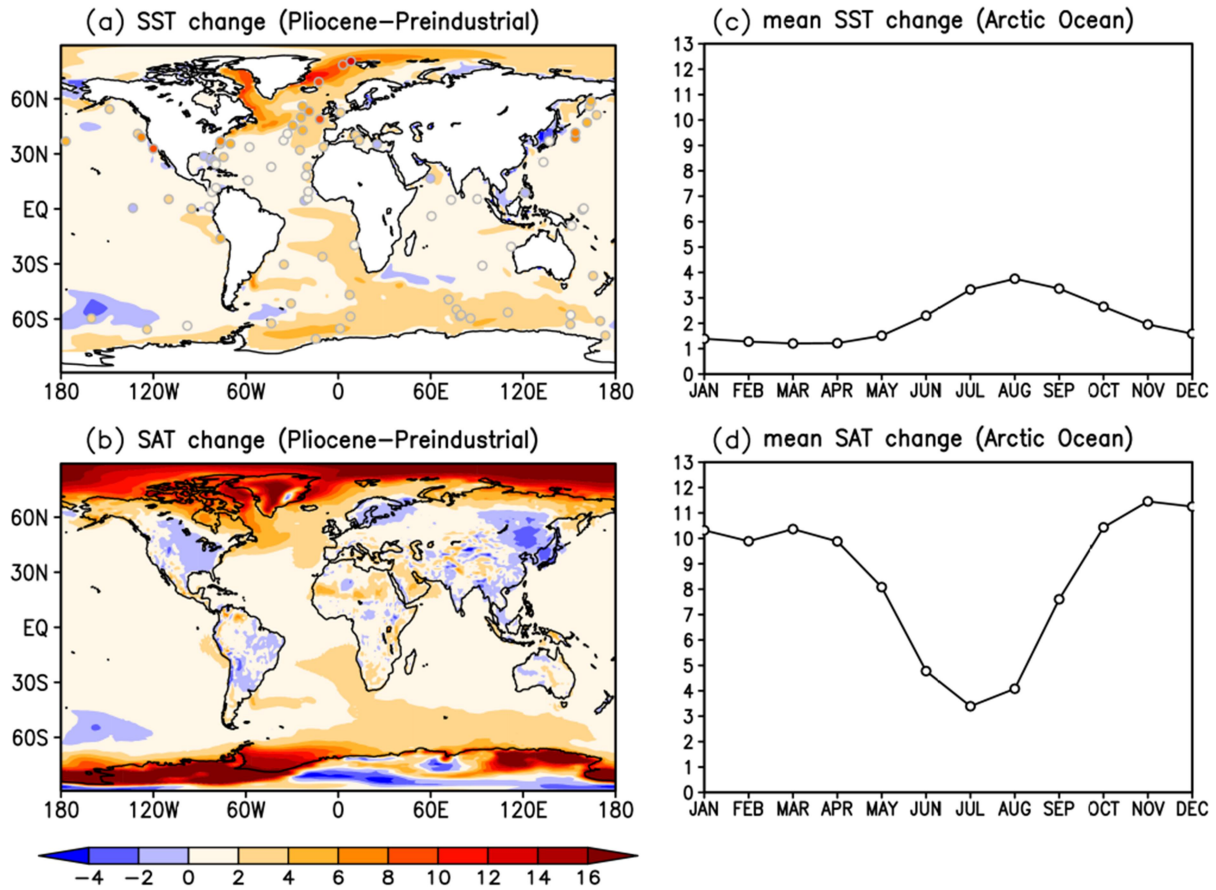 (a) SST change (Pliocene−Preindustrial)
60N
30N
EQ
30S
60S
180 120W 60W 0 60E 120E 180
(b) SAT change (Pliocene−Preindustrial)
60N
30N
EQ
30S
60S
180 120W 60W 0 60E 120E 180
−4 −2 0 2 4 6 8 10 12 14 16
(c) mean SST change (Arctic Ocean)
13
12
11
10
9
8
7
6
5
4
3
2
1
0
JAN FEB MAR APR MAY JUN JUL AUG SEP OCT NOV DEC
(d) mean SAT change (Arctic Ocean)
13
12
11
10
9
8
7
6
5
4
3
2
1
0
JAN FEB MAR APR MAY JUN JUL AUG SEP OCT NOV DEC